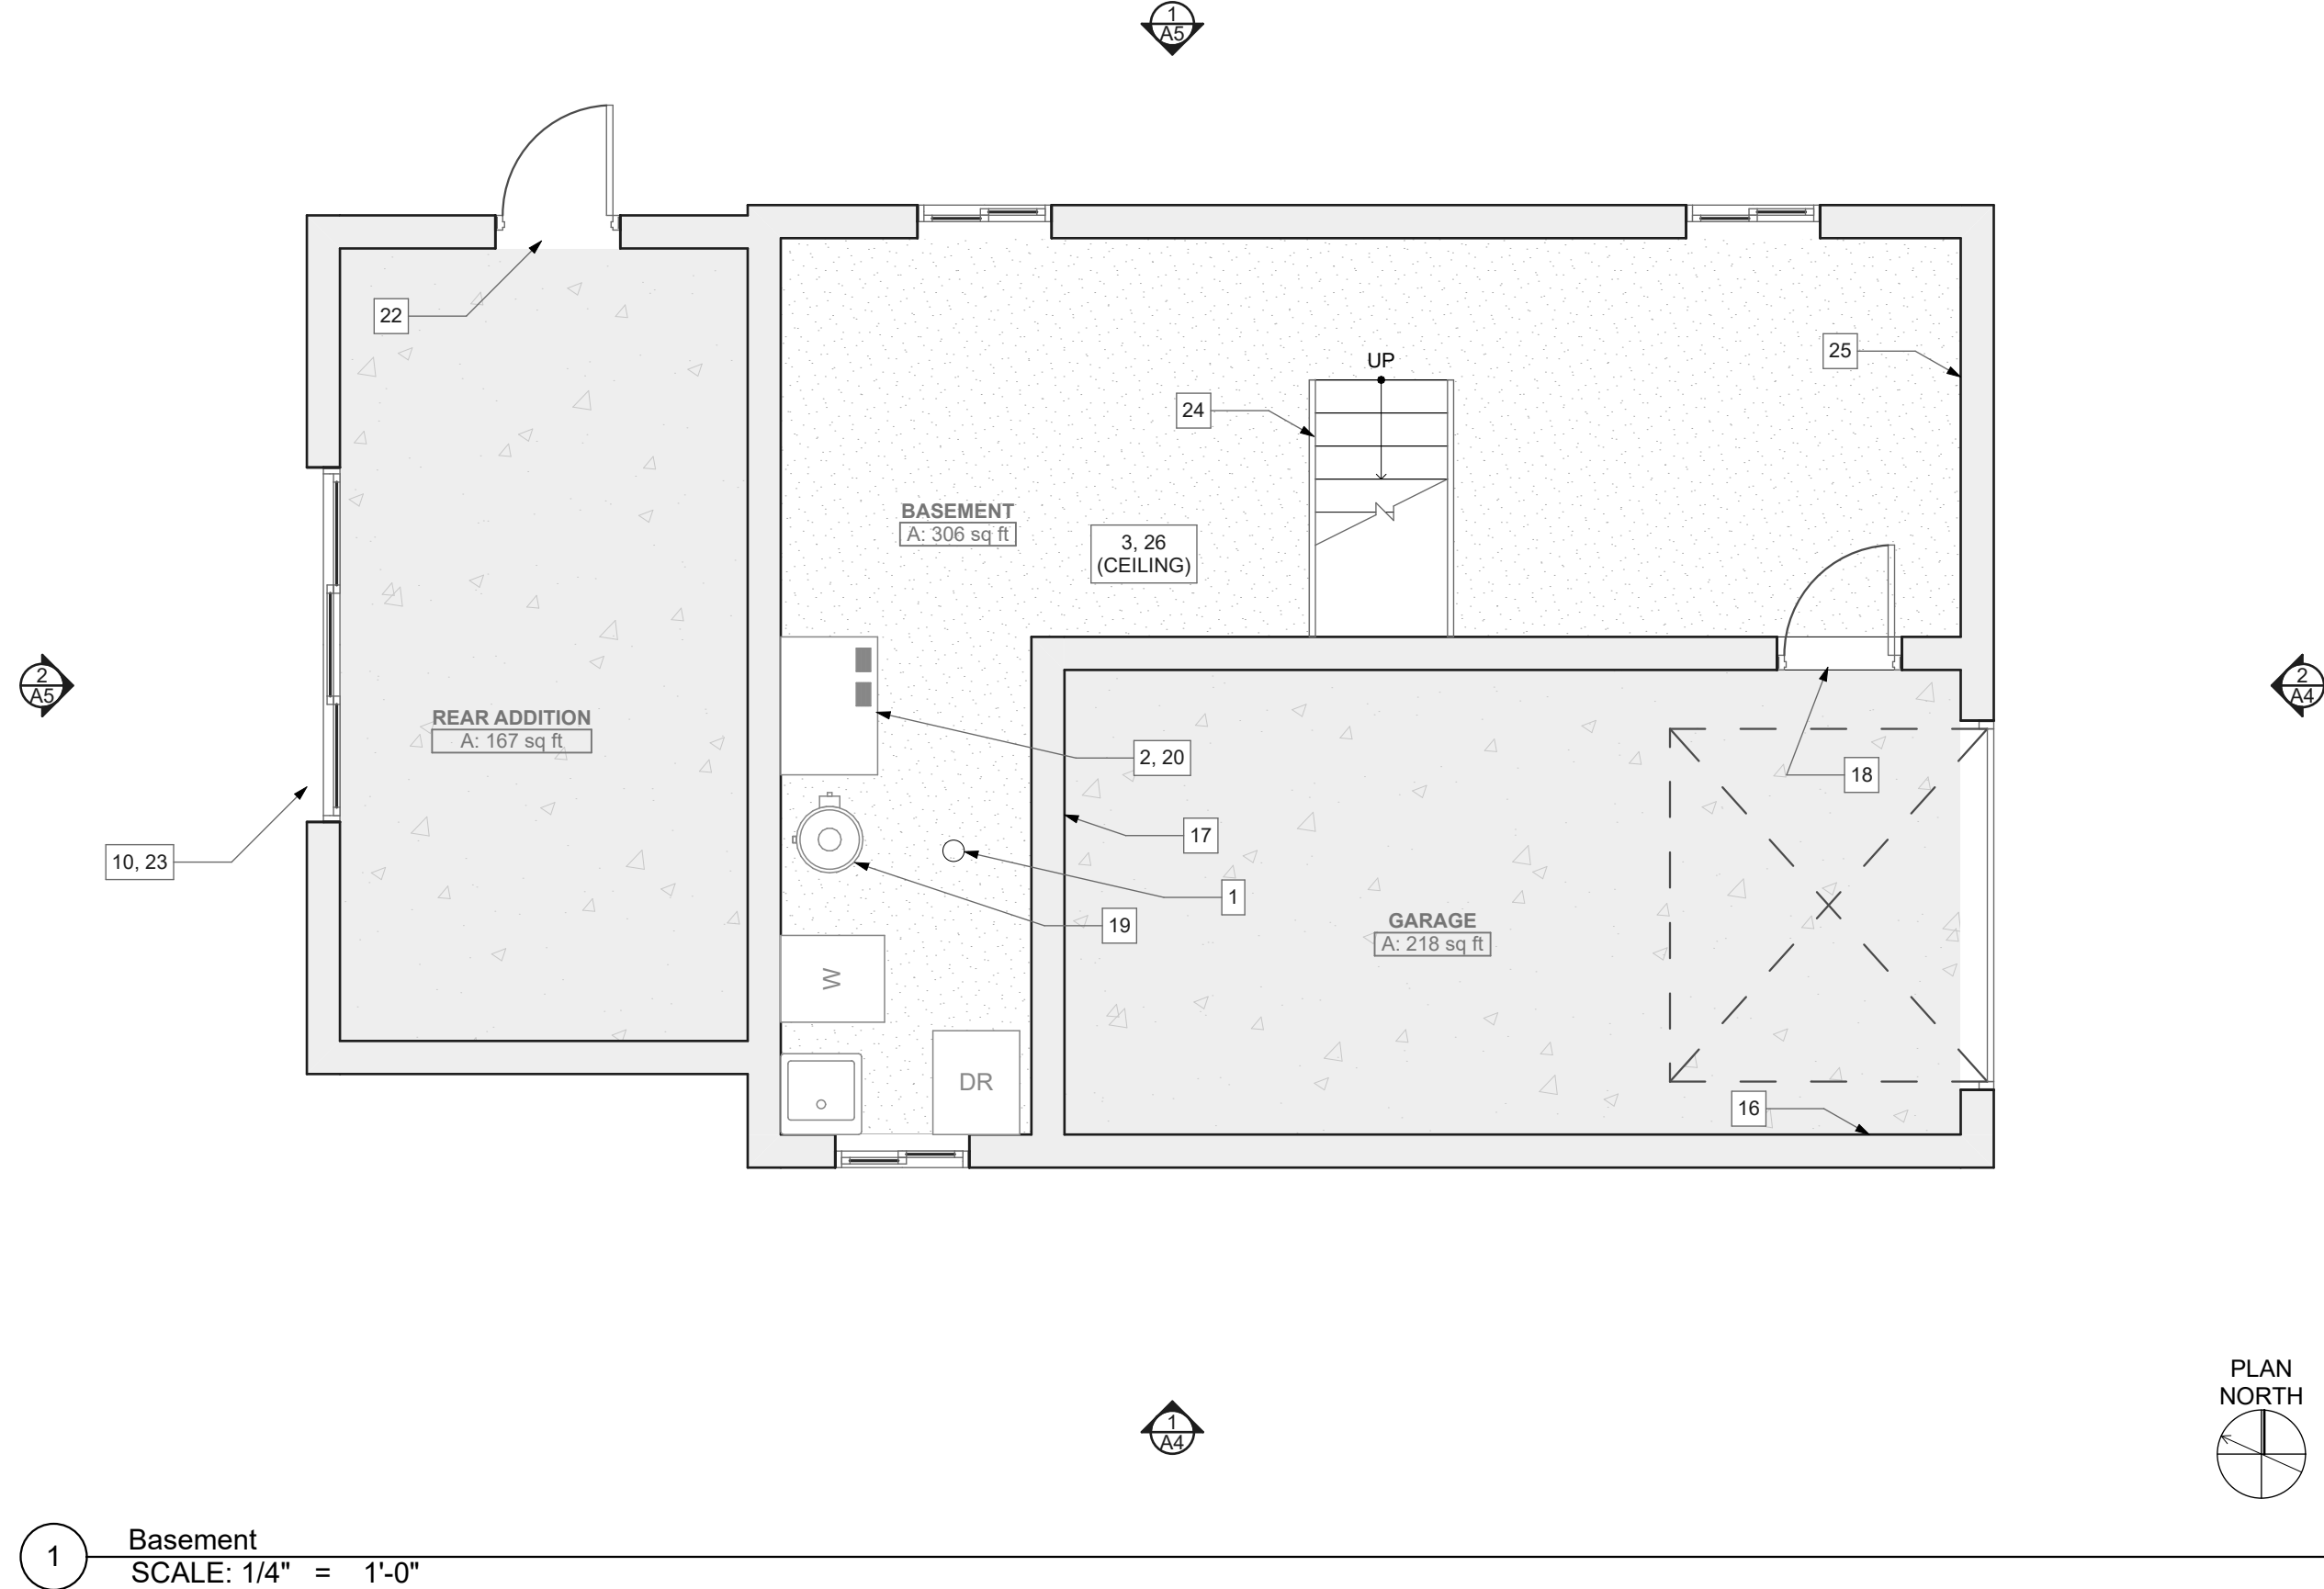 1
A5
22
25
UP
24
BASEMENT
A: 306 sq ft
3, 26
(CEILING)
2
A5
2
A4
REAR ADDITION
A: 167 sq ft
2, 20
18
17
10, 23
1
19
GARAGE
A: 218 sq ft
W
DR
16
PLAN
NORTH
1
A4
1
Basement
SCALE: 1/4" = 1'-0"